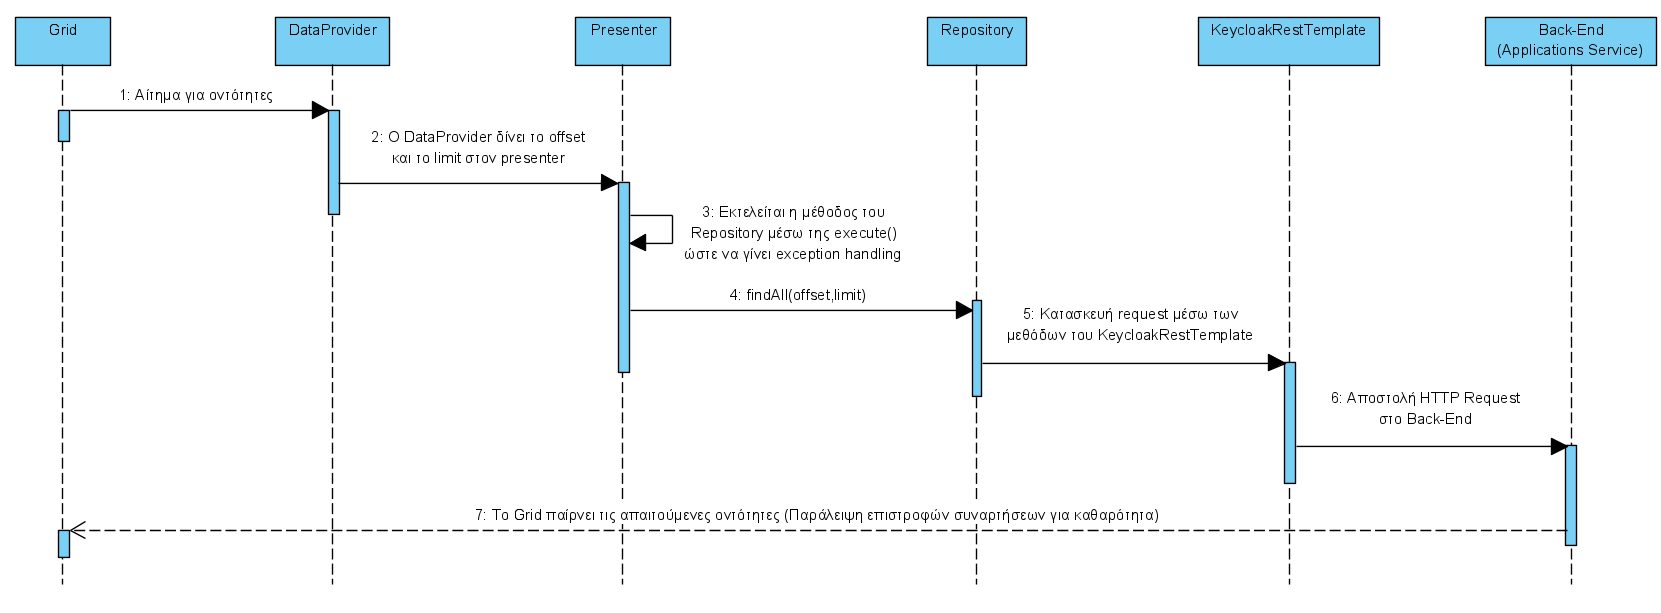 Grid
DataProvider
Presenter
Repository
KeycloakRestTemplate
Back-End
(Applications Service)
1: Αίτημα για οντότητες
2: Ο DataProvider δίνει το offset
και το limit στον presenter
3: Εκτελείται η μέθοδος του
Repository μέσω της execute()
ώστε να γίνει exception handling
4: findAll(offset,limit)
5: Κατασκευή request μέσω των
μεθόδων του KeycloakRestTemplate
6: Αποστολή HTTP Request
στο Back-End
7: Το Grid παίρνει τις απαιτούμενες οντότητες (Παράλειψη επιστροφών συναρτήσεων για καθαρότητα)